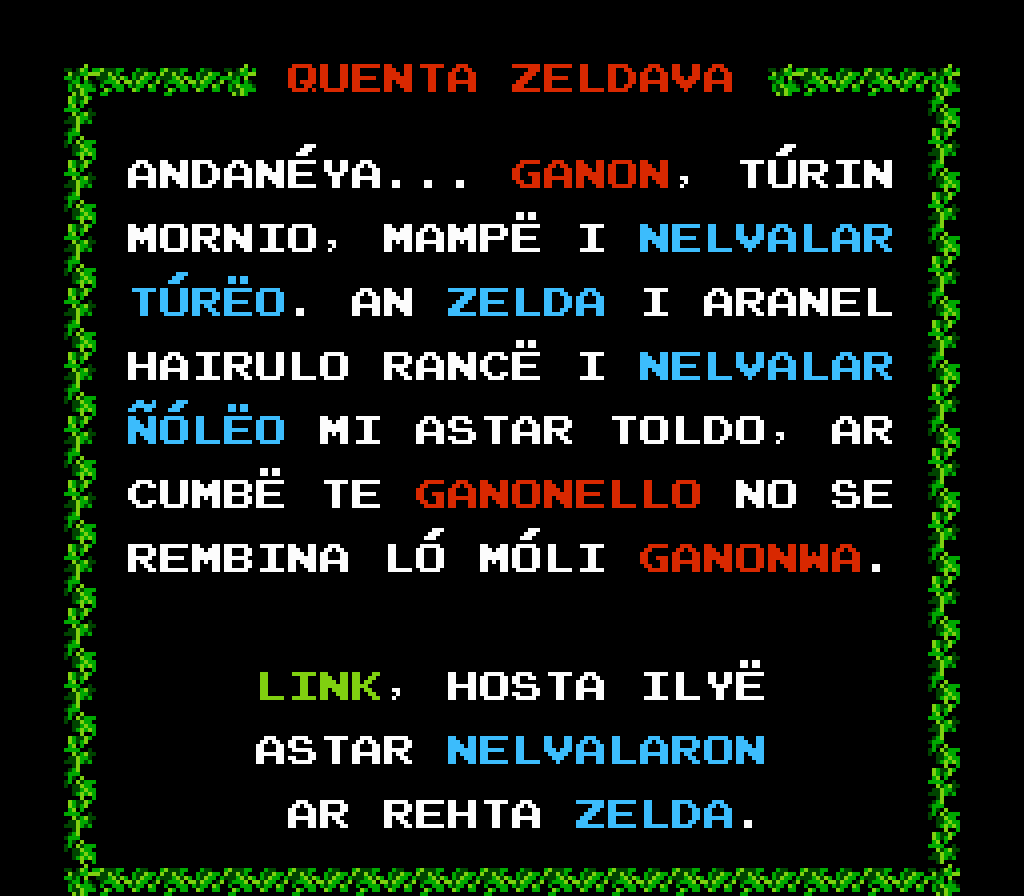 QUENTA ZELDAVA
ANDANÉYA... GANON, TÚRIN
MORNIO, MAMPË I NELVALAR
TÚRËO. AN ZELDA I ARANEL
HAIRULO RANCË I NELVALAR
ÑÓLËO MI ASTAR TOLDO, AR
CUMBË TE GANONELLO NO SE
REMBINA LÓ MÓLI GANONWA.
LINK, HOSTA ILYË
ASTAR NELVALARON
AR REHTA ZELDA.